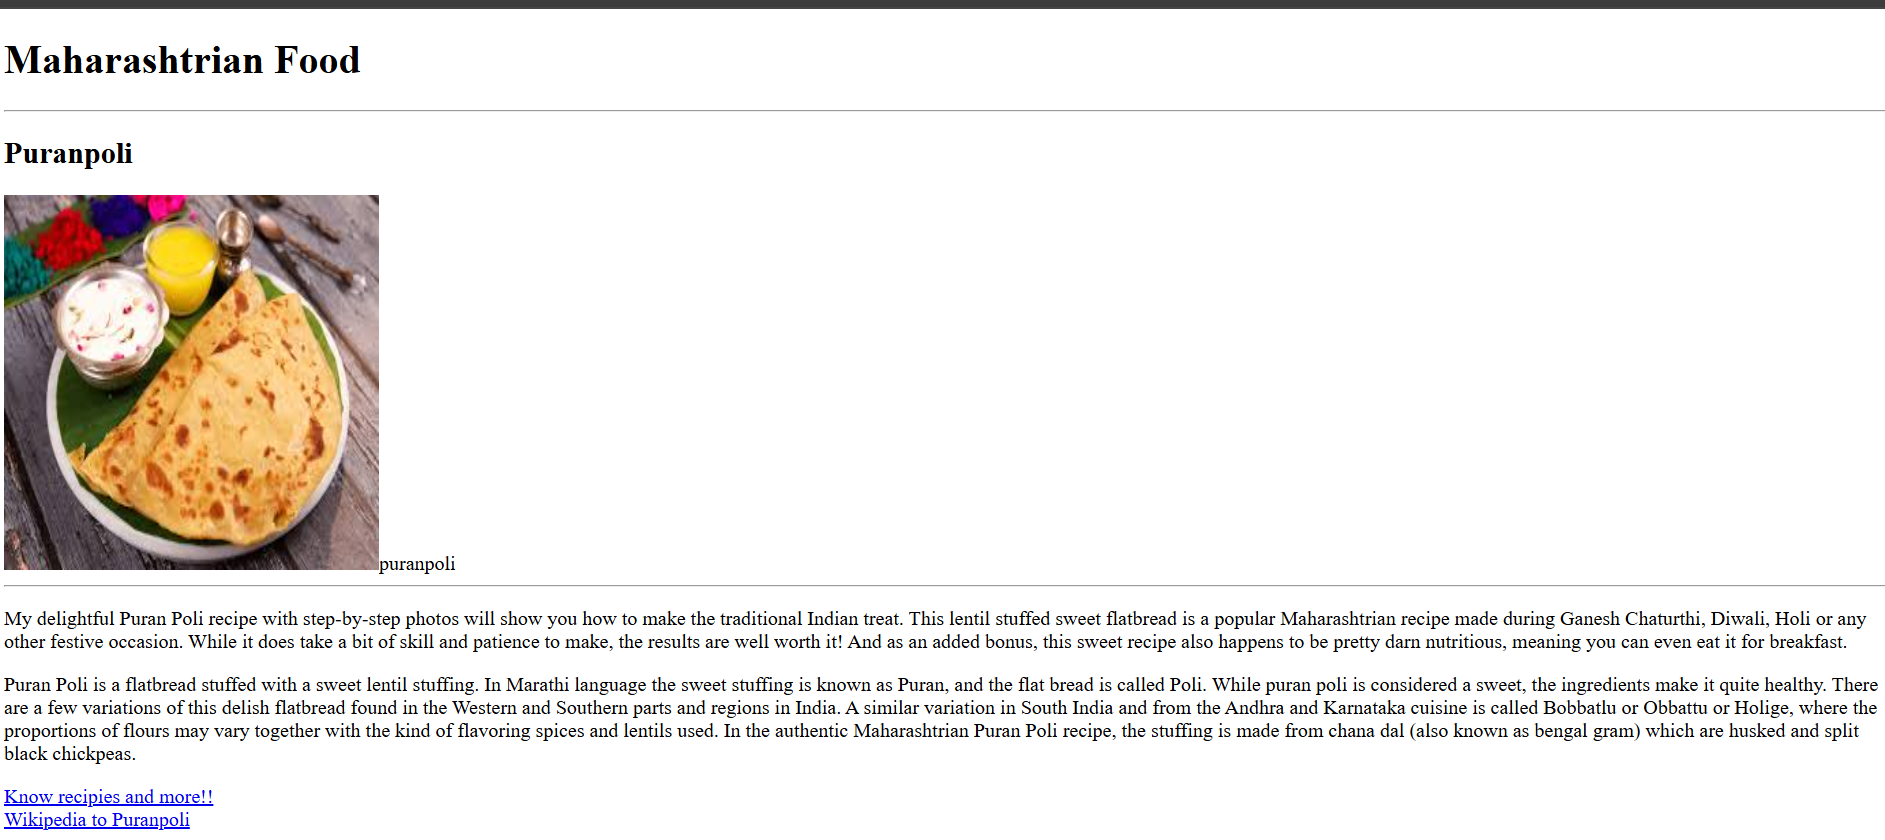 Maharashtrian Food
Puranpoli
puranpoli
My delightful Puran Poli recipe with step-by-step photos will show you how to make the traditional Indian treat. This lentil stuffed sweet flatbread is a popular Maharashtrian recipe made during Ganesh Chaturthi, Diwali, Holi or any
other festive occasion. While it does take a bit of skill and patience to make, the results are well worth it! And as an added bonus, this sweet recipe also happens to be pretty darn nutritious, meaning you can even eat it for breakfast.
Puran Poli is a flatbread stuffed with a sweet lentil stuffing. In Marathi language the sweet stuffing is known as Puran, and the flat bread is called Poli. While puran poli is considered a sweet, the ingredients make it quite healthy. There
are a few variations of this delish flatbread found in the Western and Southern parts and regions in India. A similar variation in South India and from the Andhra and Karnataka cuisine is called Bobbatlu or Obbattu or Holige, where the
proportions of flours may vary together with the kind of flavoring spices and lentils used. In the authentic Maharashtrian Puran Poli recipe, the stuffing is made from chana dal (also known as bengal gram) which are husked and split
black chickpeas.
Know recipies and more!!
Wikipedia to Puranpoli